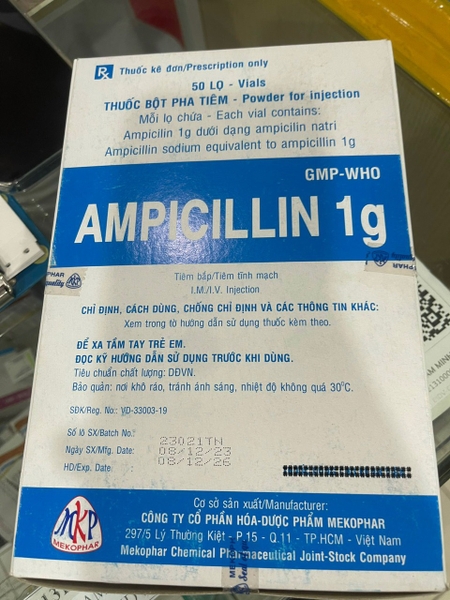 Rx Thuốc kê đơn/Prescription only
50 LỌ - Vials
THUỐC BỘT PHA TIÊM - Powder for injection
Mỗi lọ chứa - Each vial contains:
Ampicilin 1g dưới dạng ampicilin natri
Ampicillin sodium equivalent to ampicillin 1g
GMP-WHO
AMPICILLIN 1g
Tiêm bắp/Tiêm tĩnh mạch
I.M./I.V. Injection
CHỈ ĐỊNH, CÁCH DÙNG, CHỐNG CHỈ ĐỊNH VÀ CÁC THÔNG TIN KHÁC:
Xem trong tờ hướng dẫn sử dụng thuốc kèm theo.
ĐỂ XA TẦM TAY TRẺ EM.
ĐỌC KỸ HƯỚNG DẪN SỬ DỤNG TRƯỚC KHI DÙNG.
Tiêu chuẩn chất lượng: DĐVN.
Bảo quản: nơi khô ráo, tránh ánh sáng, nhiệt độ không quá 30°C.
SĐK/Reg. No.: VD-33003-19
Số lô SX/Batch No.: 23021TN
Ngày SX/Mfg. Date: 08/12/23
HD/Exp. Date: 08/12/26
MKP
MEKOPHAR
Cơ sở sản xuất/Manufacturer:
CÔNG TY CỔ PHẦN HÓA-DƯỢC PHẨM MEKOPHAR
297/5 Lý Thường Kiệt - P.15 - Q.11 - TP.HCM - Việt Nam
Mekophar Chemical Pharmaceutical Joint-Stock Company